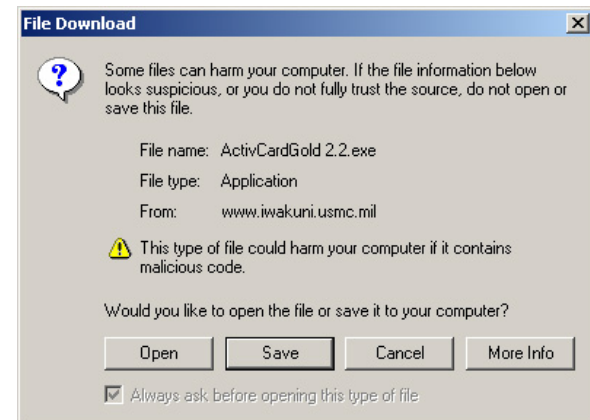 File Download
Some files can harm your computer. If the file information below
looks suspicious, or you do not fully trust the source, do not open or
save this file.
File name: ActivCardGold 2.2.exe
File type: Application
From: www.iwakuni.usmc.mil
This type of file could harm your computer if it contains
malicious code.
Would you like to open the file or save it to your computer?
Open Save Cancel More Info
Always ask before opening this type of file